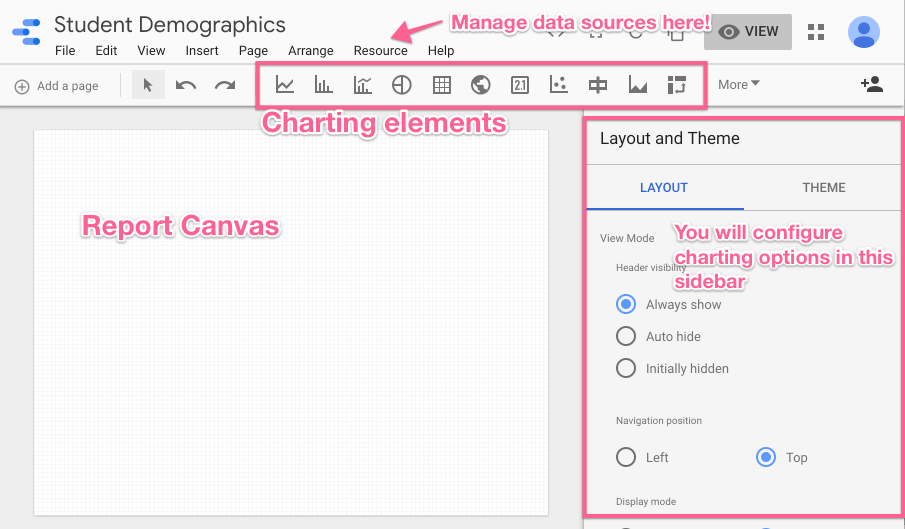 Student Demographics
Manage data sources here!
VIEW
File Edit View Insert Page Arrange Resource Help
Add a page
2.1
More
Charting elements
Layout and Theme
LAYOUT THEME
Report Canvas
View Mode
You will configure
charting options in this
sidebar
Header visibility
Always show
Auto hide
Initially hidden
Navigation position
Left Top
Display mode